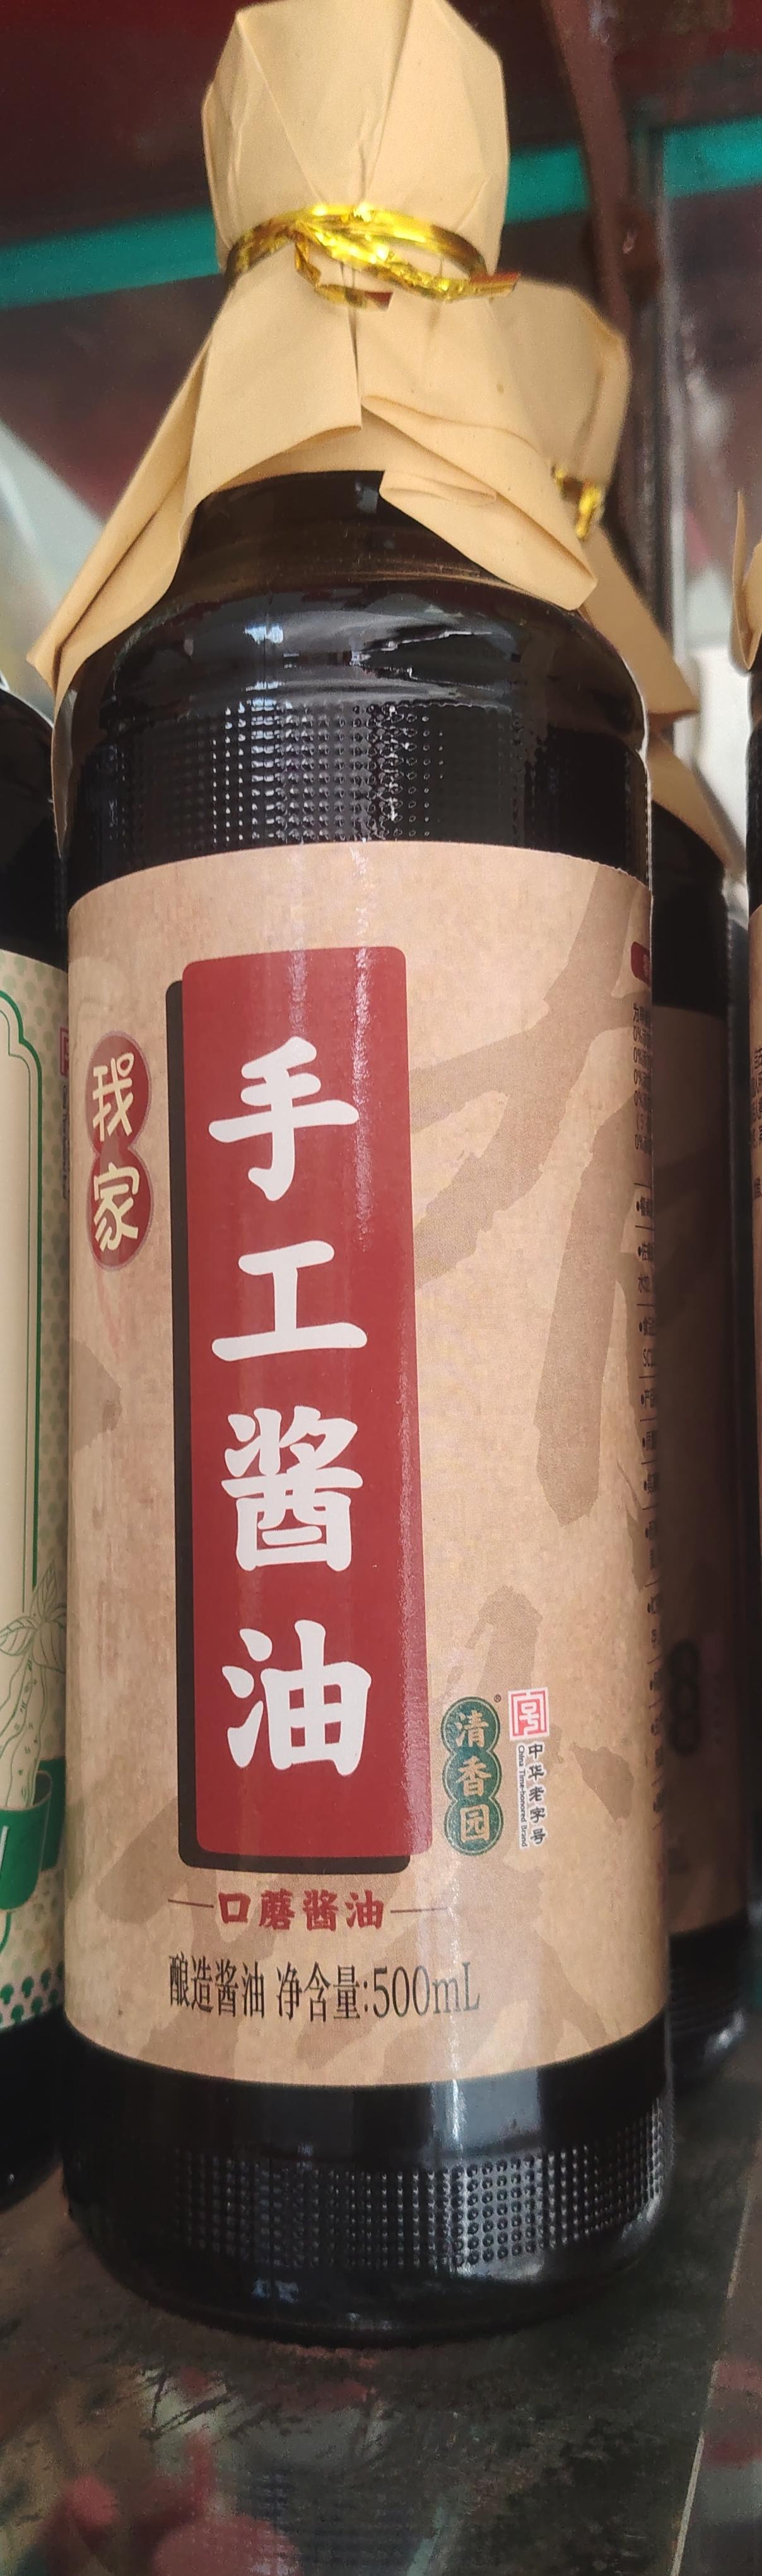 我家
手工酱油
清香园
®
中华老字号
China Time-honored Brand
口蘑酱油
酿造酱油 净含量:500mL